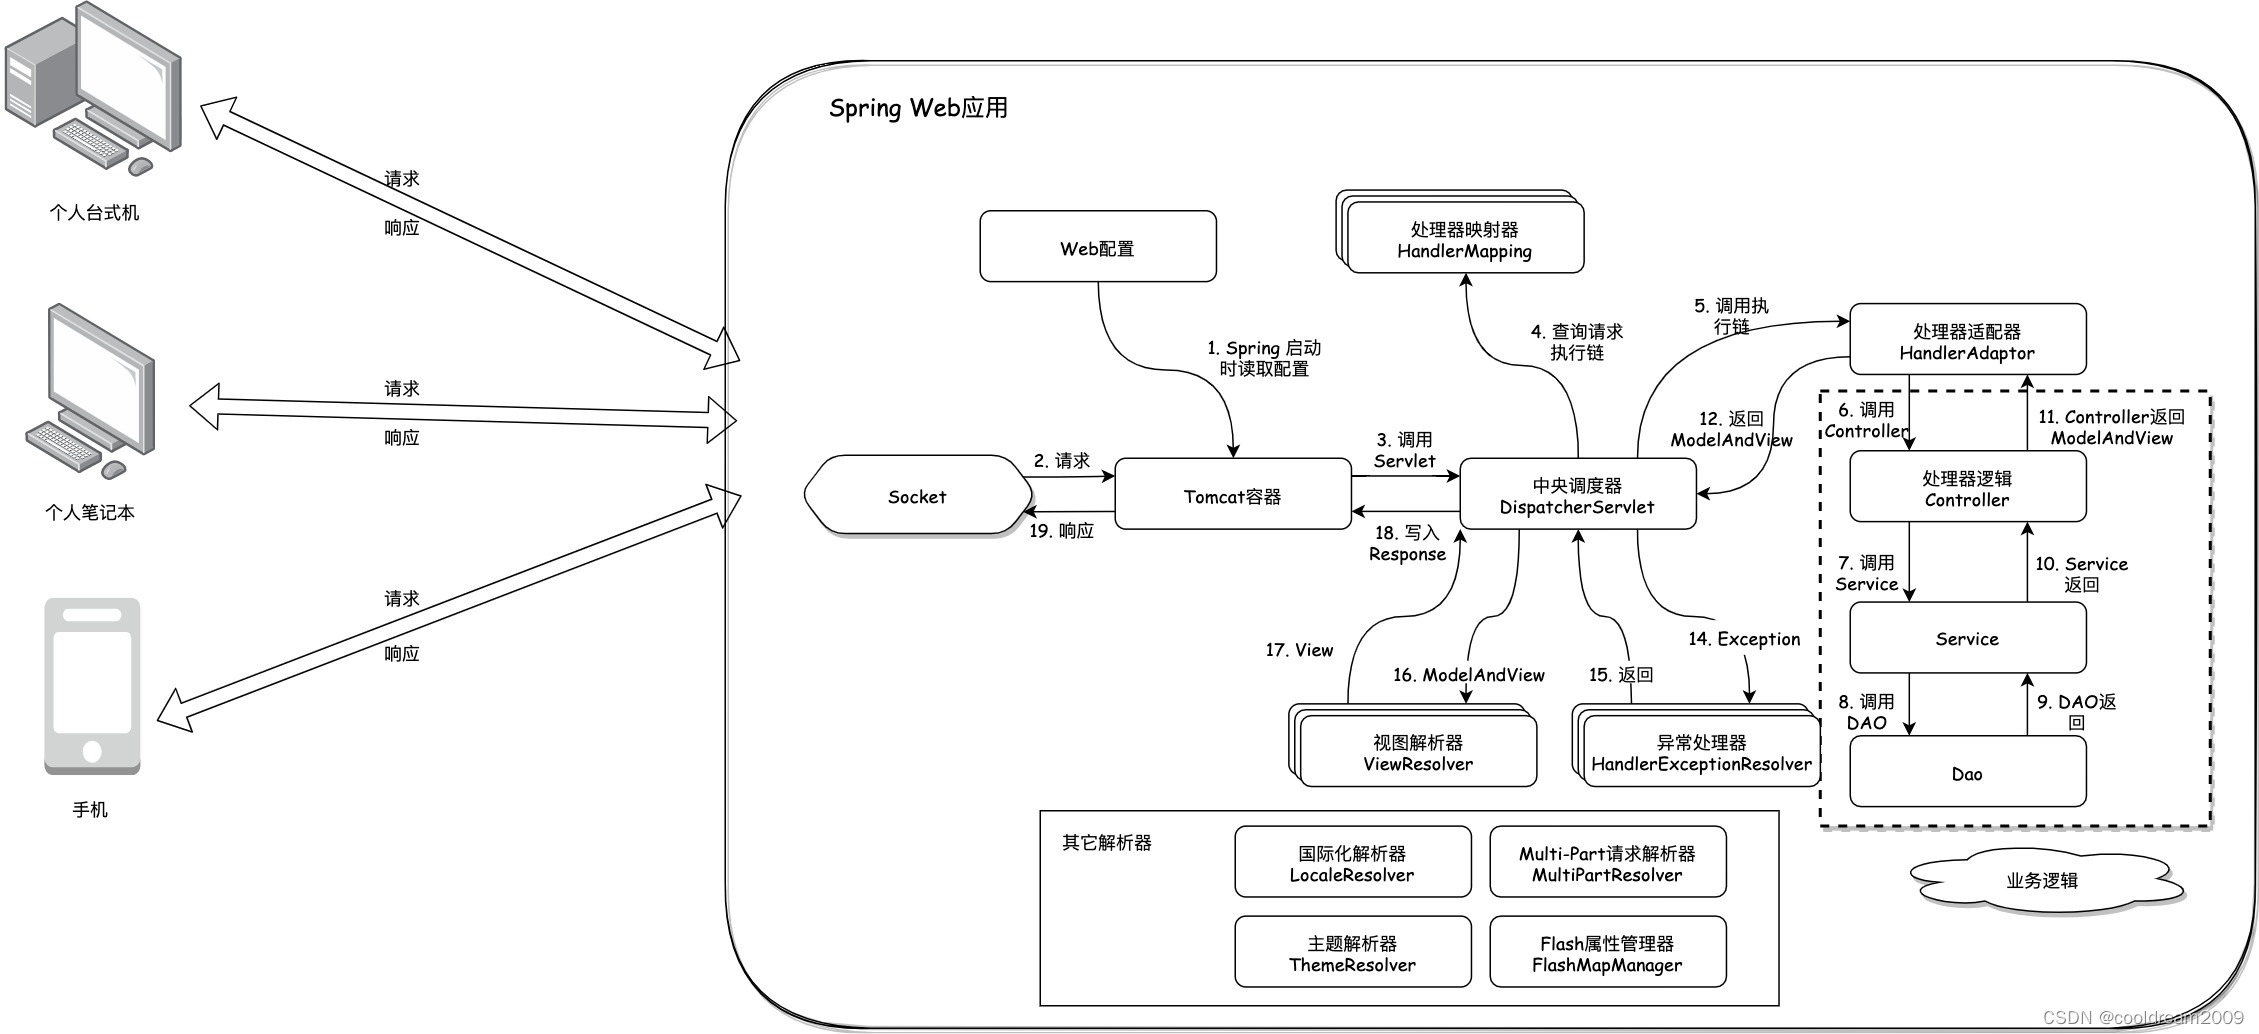 Spring Web应用
请求
响应
个人台式机
请求
响应
个人笔记本
请求
响应
手机
Web配置
处理器映射器
HandlerMapping
1. Spring 启动
时读取配置
4. 查询请求
执行链
5. 调用执
行链
处理器适配器
HandlerAdaptor
12. 返回
ModelAndView
6. 调用
Controller
11. Controller返回
ModelAndView
Socket
2. 请求
19. 响应
Tomcat容器
3. 调用
Servlet
18. 写入
Response
中央调度器
DispatcherServlet
处理器逻辑
Controller
7. 调用
Service
10. Service
返回
Service
8. 调用
DAO
9. DAO返
回
Dao
17. View
16. ModelAndView
15. 返回
14. Exception
视图解析器
ViewResolver
异常处理器
HandlerExceptionResolver
其它解析器
国际化解析器
LocaleResolver
Multi-Part请求解析器
MultiPartResolver
主题解析器
ThemeResolver
Flash属性管理器
FlashMapManager
业务逻辑
CSDN @cooldream2009